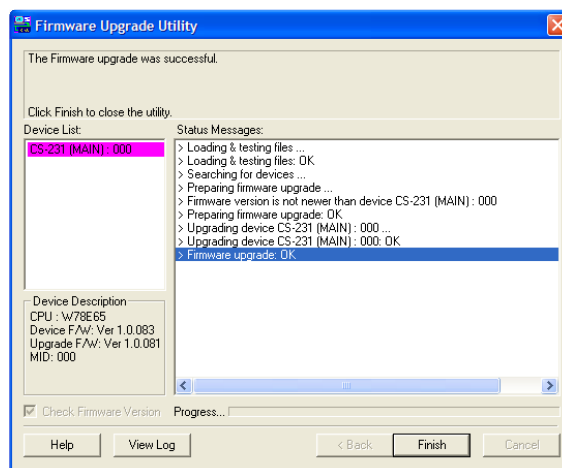 Firmware Upgrade Utility
The Firmware upgrade was successful.
Click Finish to close the utility.
Device List:
CS-231 (MAIN) : 000
Status Messages:
> Loading & testing files ...
> Loading & testing files: OK
> Searching for devices ...
> Preparing firmware upgrade ...
> Firmware version is not newer than device CS-231 (MAIN) : 000
> Preparing firmware upgrade: OK
> Upgrading device CS-231 (MAIN) : 000 ...
> Upgrading device CS-231 (MAIN) : 000: OK
> Firmware upgrade: OK
Device Description
CPU : W78E65
Device F/W: Ver 1.0.083
Upgrade F/W: Ver 1.0.081
MID: 000
Check Firmware Version
Progress...
Help
View Log
< Back
Finish
Cancel